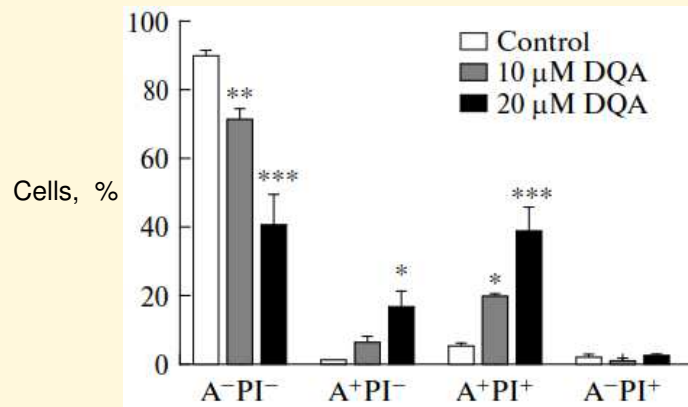 100
80
60
40
20
0
Cells, %
Control
10 μM DQA
20 μM DQA
**
***
*
*
***
A⁻PI⁻
A⁺PI⁻
A⁺PI⁺
A⁻PI⁺